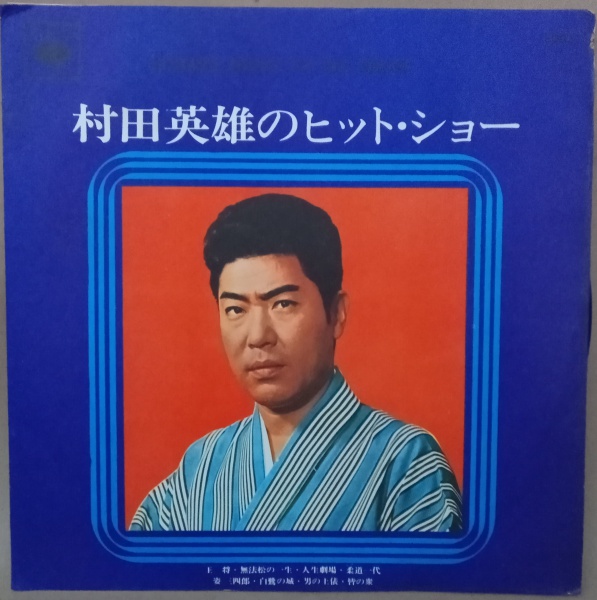 村田英雄のヒット・ショー
王将・無法松の一生・人生劇場・柔道一代
姿三四郎・白鷺の城・男の土俵・皆の衆